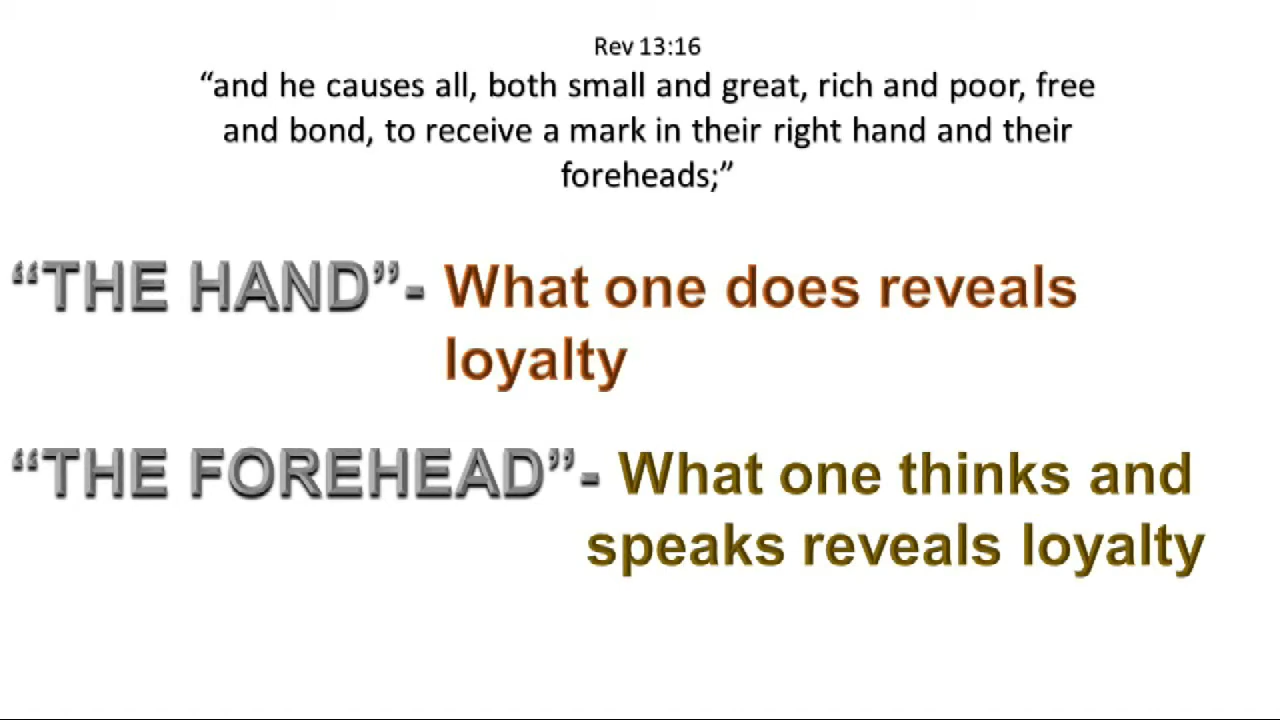 Rev 13:16
“and he causes all, both small and great, rich and poor, free
and bond, to receive a mark in their right hand and their
foreheads;”
“THE HAND”- What one does reveals
loyalty
“THE FOREHEAD”- What one thinks and
speaks reveals loyalty